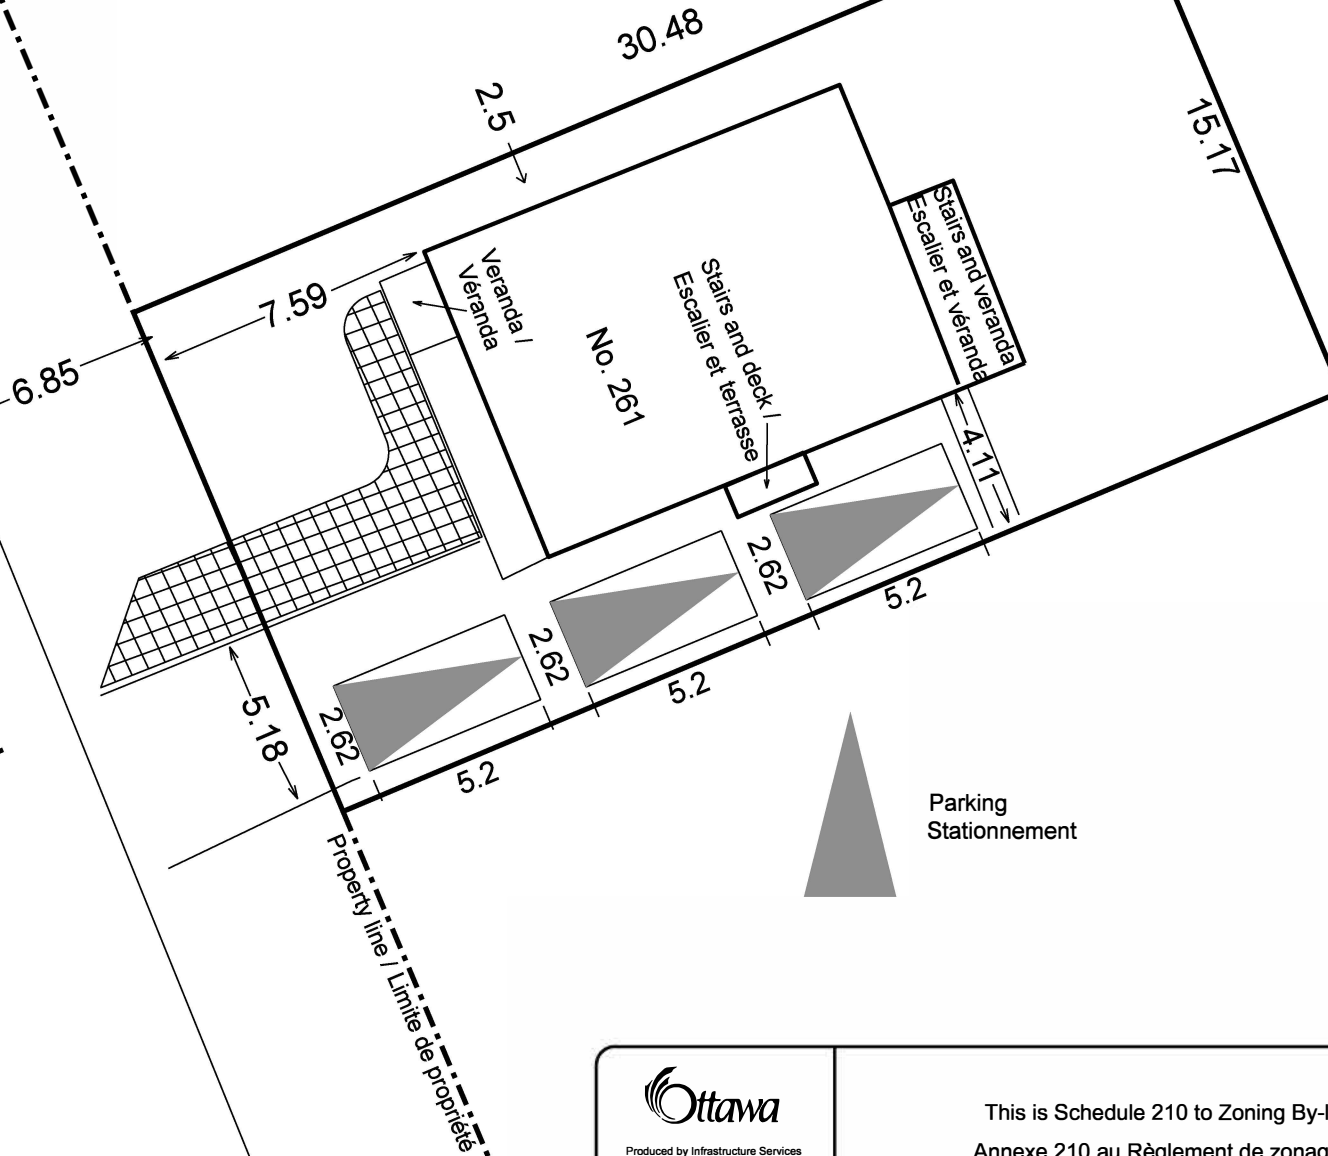 30.48
2.5
15.17
7.59
6.85
Veranda /
Véranda
No. 261
Stairs and deck /
Escalier et terrasse
Stairs and veranda
Escalier et véranda
4.11
2.62
5.2
2.62
5.2
2.62
5.2
5.18
Parking
Stationnement
Property line / Limite de propriété
Ottawa
Produced by Infrastructure Services
This is Schedule 210 to Zoning By-
Annexe 210 au Règlement de zonag